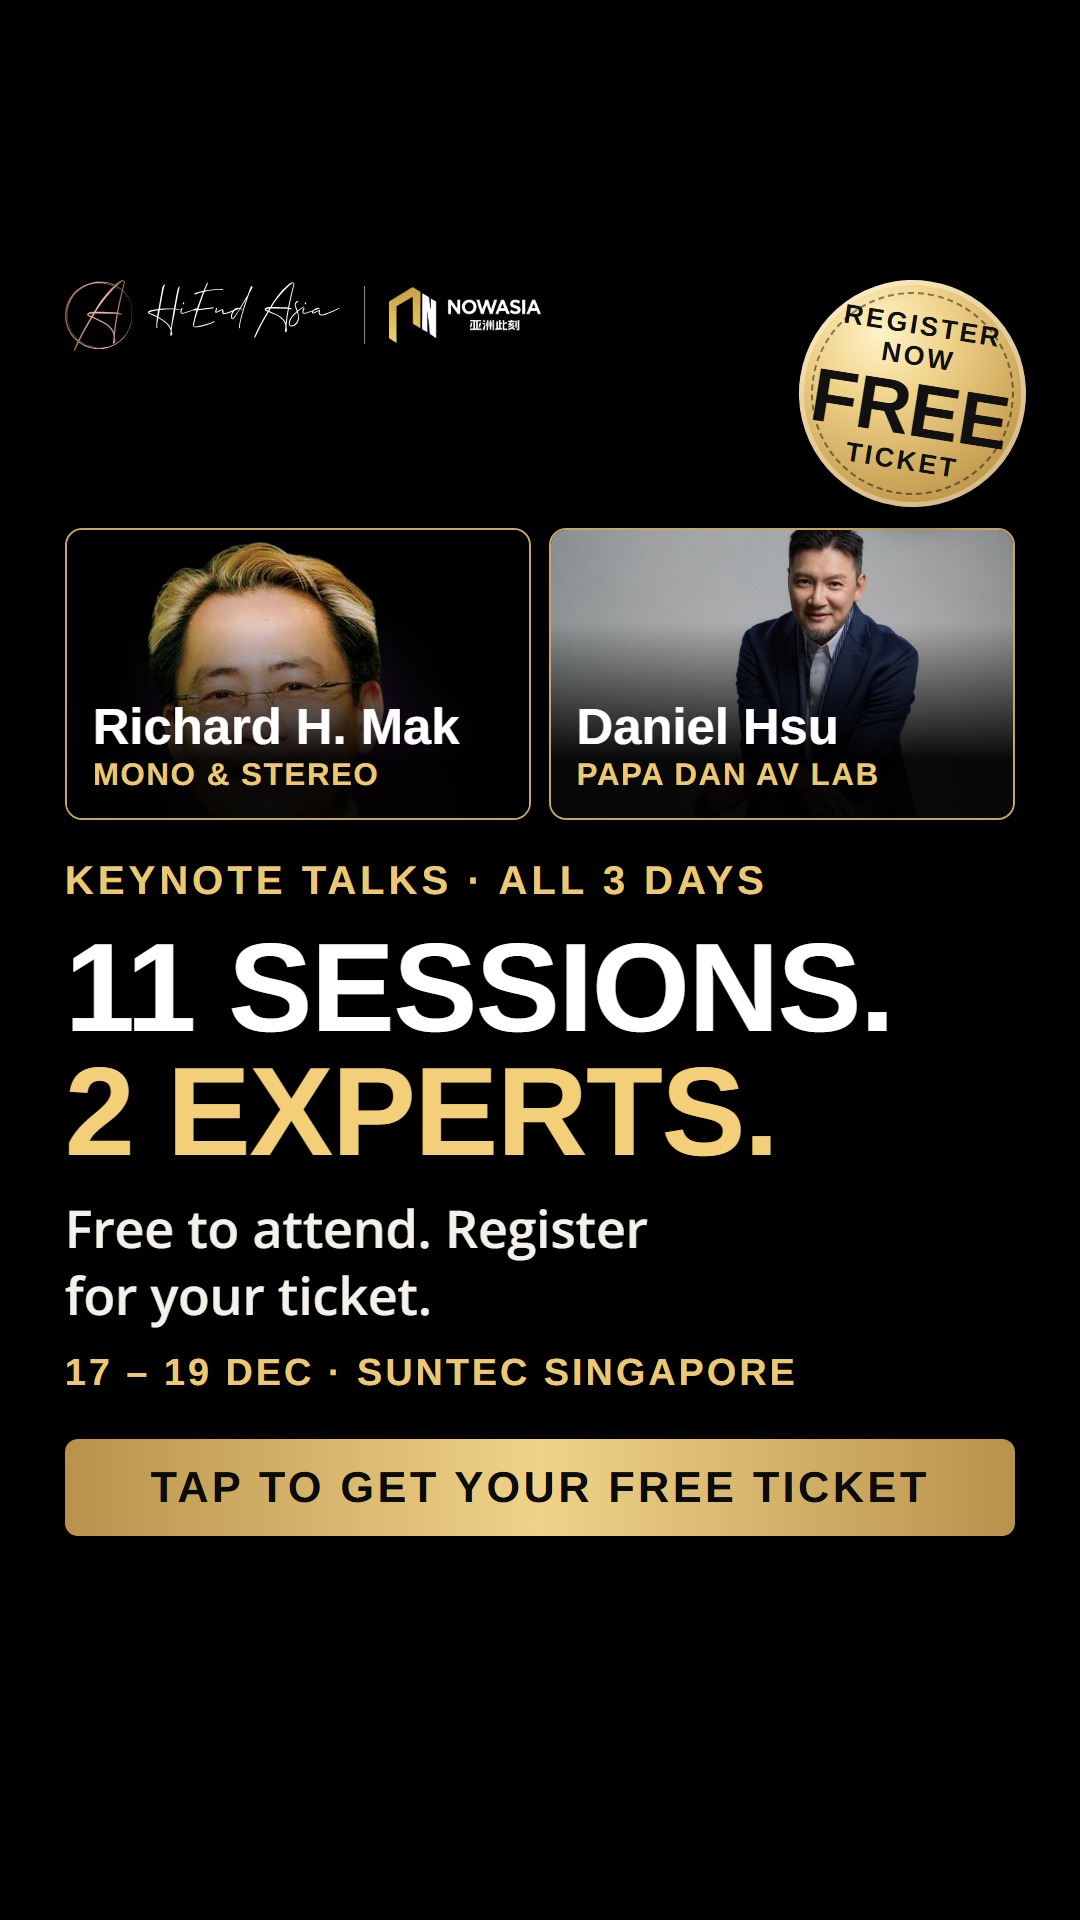 HiEnd Asia
NOWASIA
亚洲此刻
REGISTER
NOW
FREE
TICKET
Richard H. Mak
MONO & STEREO
Daniel Hsu
PAPA DAN AV LAB
KEYNOTE TALKS · ALL 3 DAYS
11 SESSIONS.
2 EXPERTS.
Free to attend. Register
for your ticket.
17 – 19 DEC · SUNTEC SINGAPORE
TAP TO GET YOUR FREE TICKET